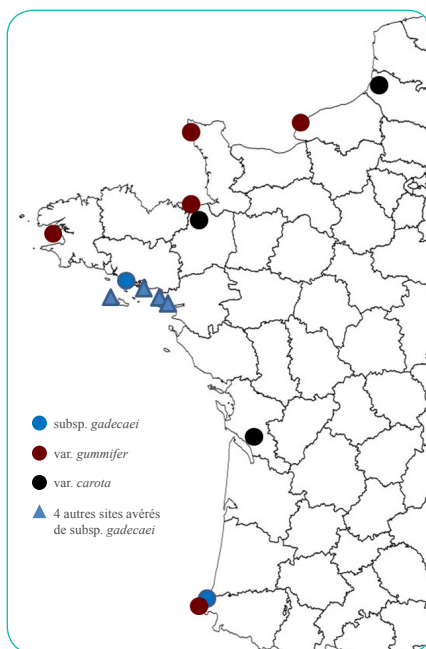 subsp. gadecaei
var. gummifer
var. carota
4 autres sites avérés
de subsp. gadecaei